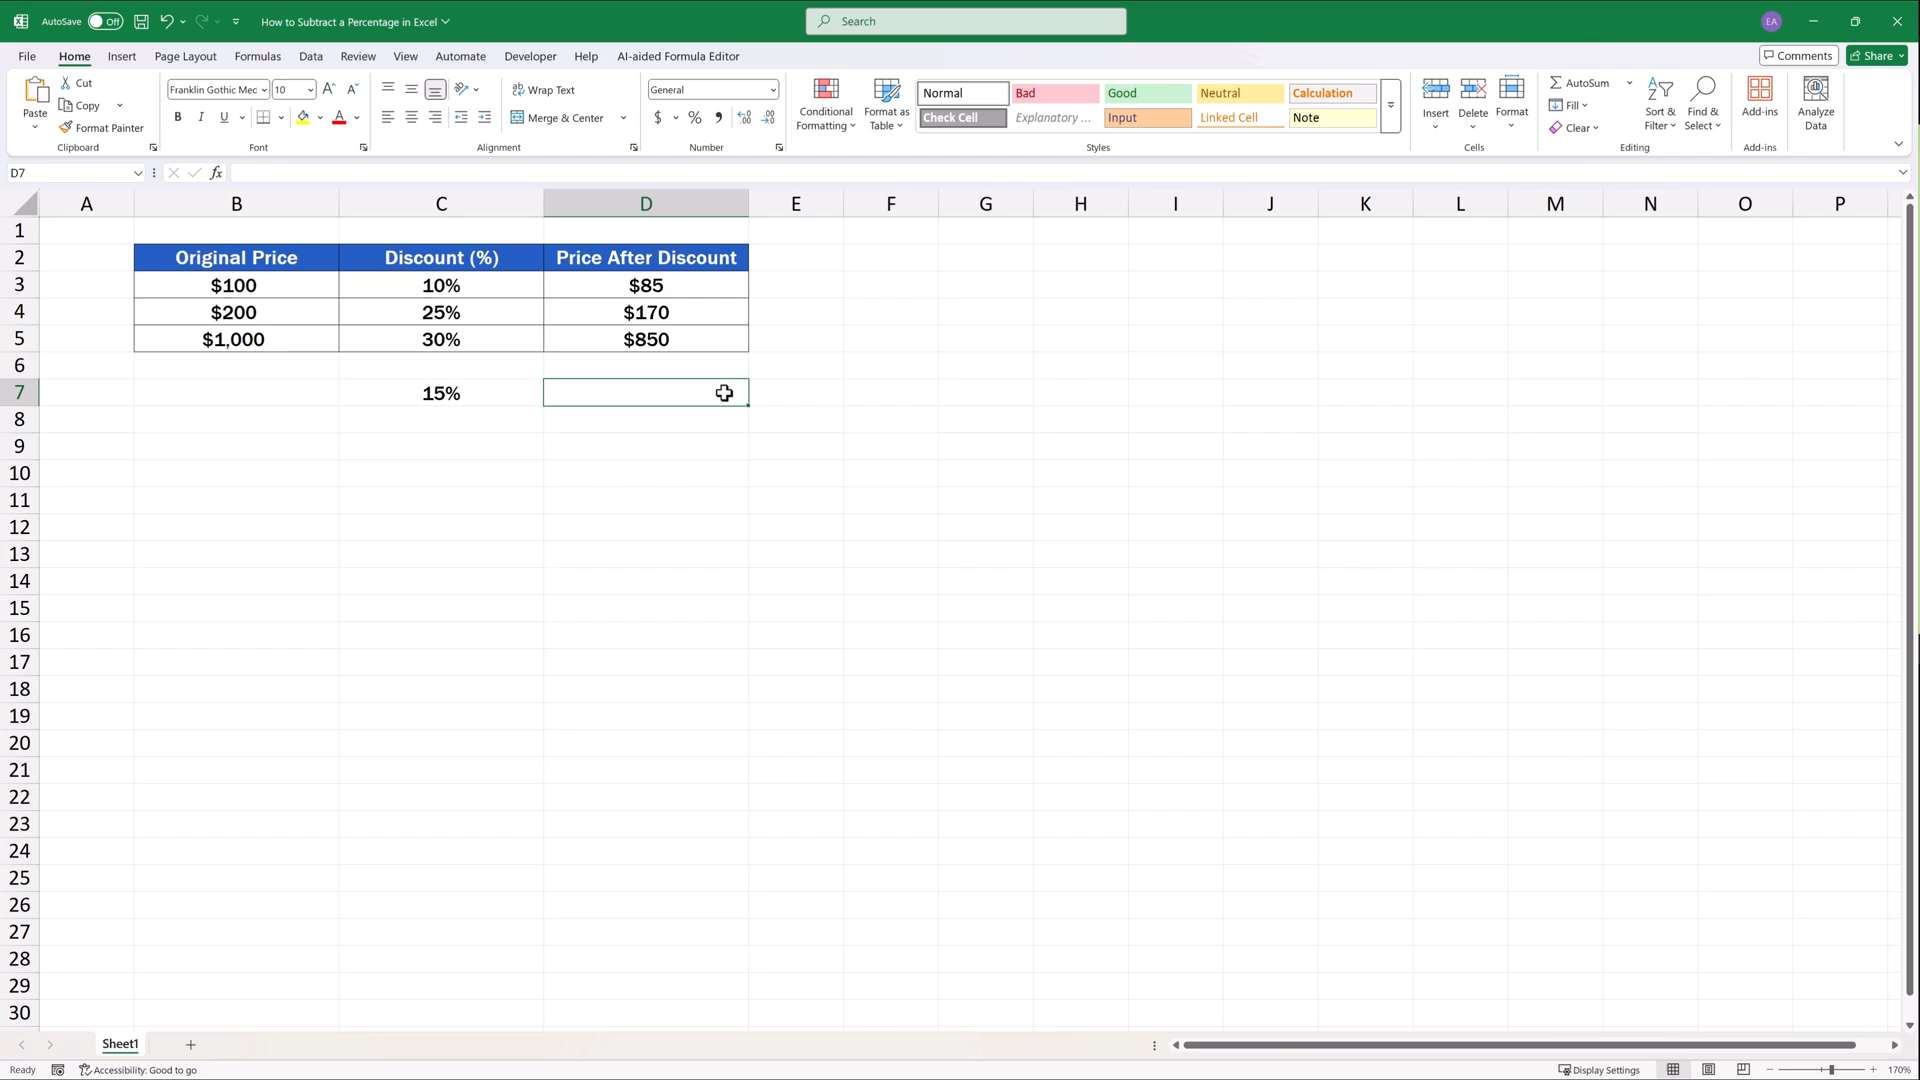 AutoSave Off How to Subtract a Percentage in Excel Search EA
File Home Insert Page Layout Formulas Data Review View Automate Developer Help AI-aided Formula Editor Comments Share
Paste Cut Copy Format Painter
Clipboard
Franklin Gothic Mec 10
B I U A
Font
Wrap Text
Merge & Center
Alignment
General
$ % 9
Number
Conditional Formatting Format as Table
Normal Bad Good Neutral Calculation
Check Cell Explanatory ... Input Linked Cell Note
Styles
Insert Delete Format
Cells
AutoSum Fill Clear
Sort & Filter Find & Select
Editing
Add-ins
Add-ins
Analyze Data
D7 fx
A B C D E F G H I J K L M N O P
1
2 Original Price Discount (%) Price After Discount
3 $100 10% $85
4 $200 25% $170
5 $1,000 30% $850
6
7 15%
8
9
10
11
12
13
14
15
16
17
18
19
20
21
22
23
24
25
26
27
28
29
30
Sheet1
Ready Accessibility: Good to go Display Settings 170%